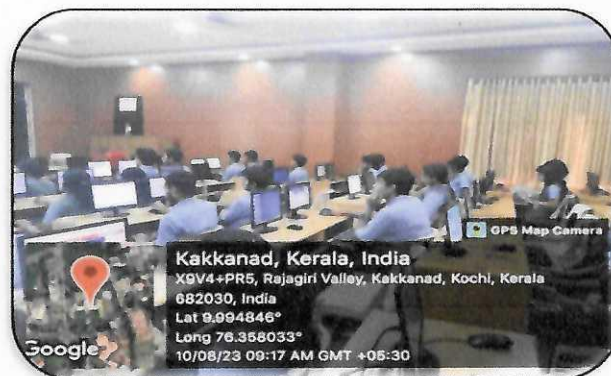 GPS Map Camera
Kakkanad, Kerala, India
X9V4+PR5, Rajagiri Valley, Kakkanad, Kochi, Kerala
682030, India
Lat 9.994846°
Long 76.358033°
10/08/23 09:17 AM GMT +05:30
Google